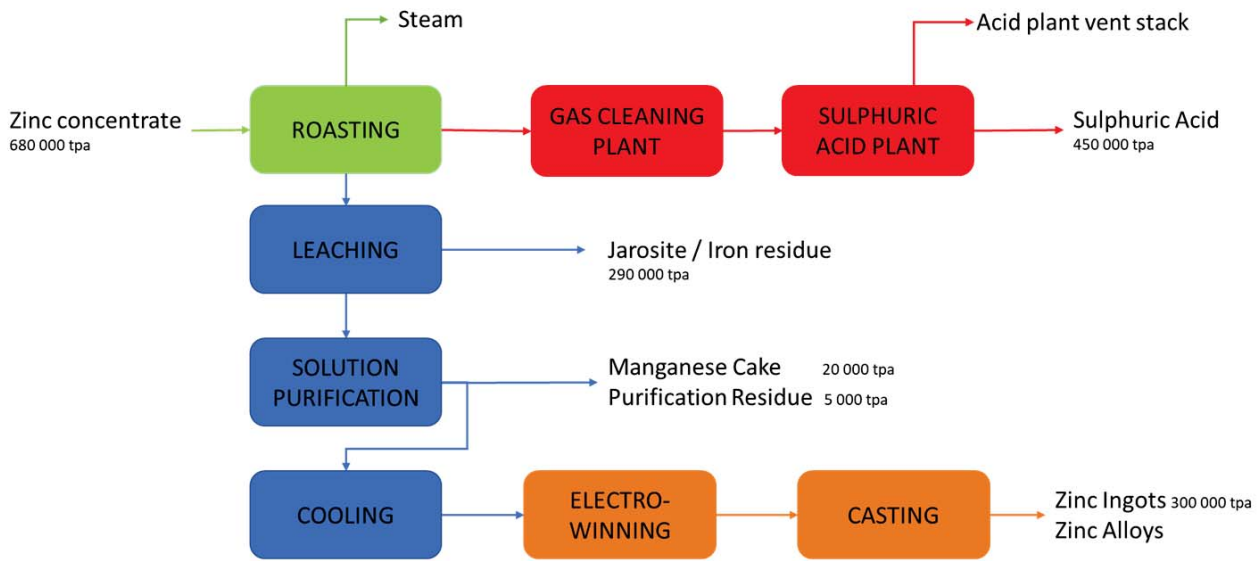 Steam
Acid plant vent stack
Zinc concentrate
680 000 tpa
ROASTING
GAS CLEANING
PLANT
SULPHURIC
ACID PLANT
Sulphuric Acid
450 000 tpa
LEACHING
Jarosite / Iron residue
290 000 tpa
SOLUTION
PURIFICATION
Manganese Cake 20 000 tpa
Purification Residue 5 000 tpa
COOLING
ELECTRO-
WINNING
CASTING
Zinc Ingots 300 000 tpa
Zinc Alloys